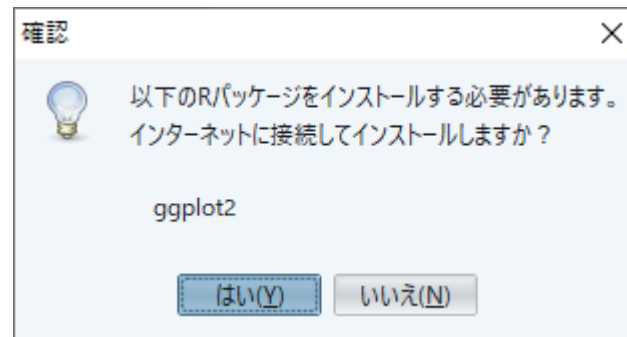 確認
以下のRパッケージをインストールする必要があります。
インターネットに接続してインストールしますか？
ggplot2
はい(Y)
いいえ(N)